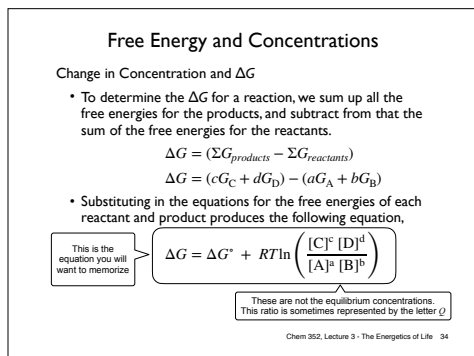 Free Energy and Concentrations
Change in Concentration and ΔG
• To determine the ΔG for a reaction, we sum up all the
free energies for the products, and subtract from that the
sum of the free energies for the reactants.
ΔG = (ΣG_products − ΣG_reactants)
ΔG = (cG_C + dG_D) − (aG_A + bG_B)
• Substituting in the equations for the free energies of each
reactant and product produces the following equation,
This is the
equation you will
want to memorize
ΔG = ΔG° + RT ln([C]^c [D]^d / [A]^a [B]^b)
These are not the equilibrium concentrations.
This ratio is sometimes represented by the letter Q
Chem 352, Lecture 3 - The Energetics of Life 34